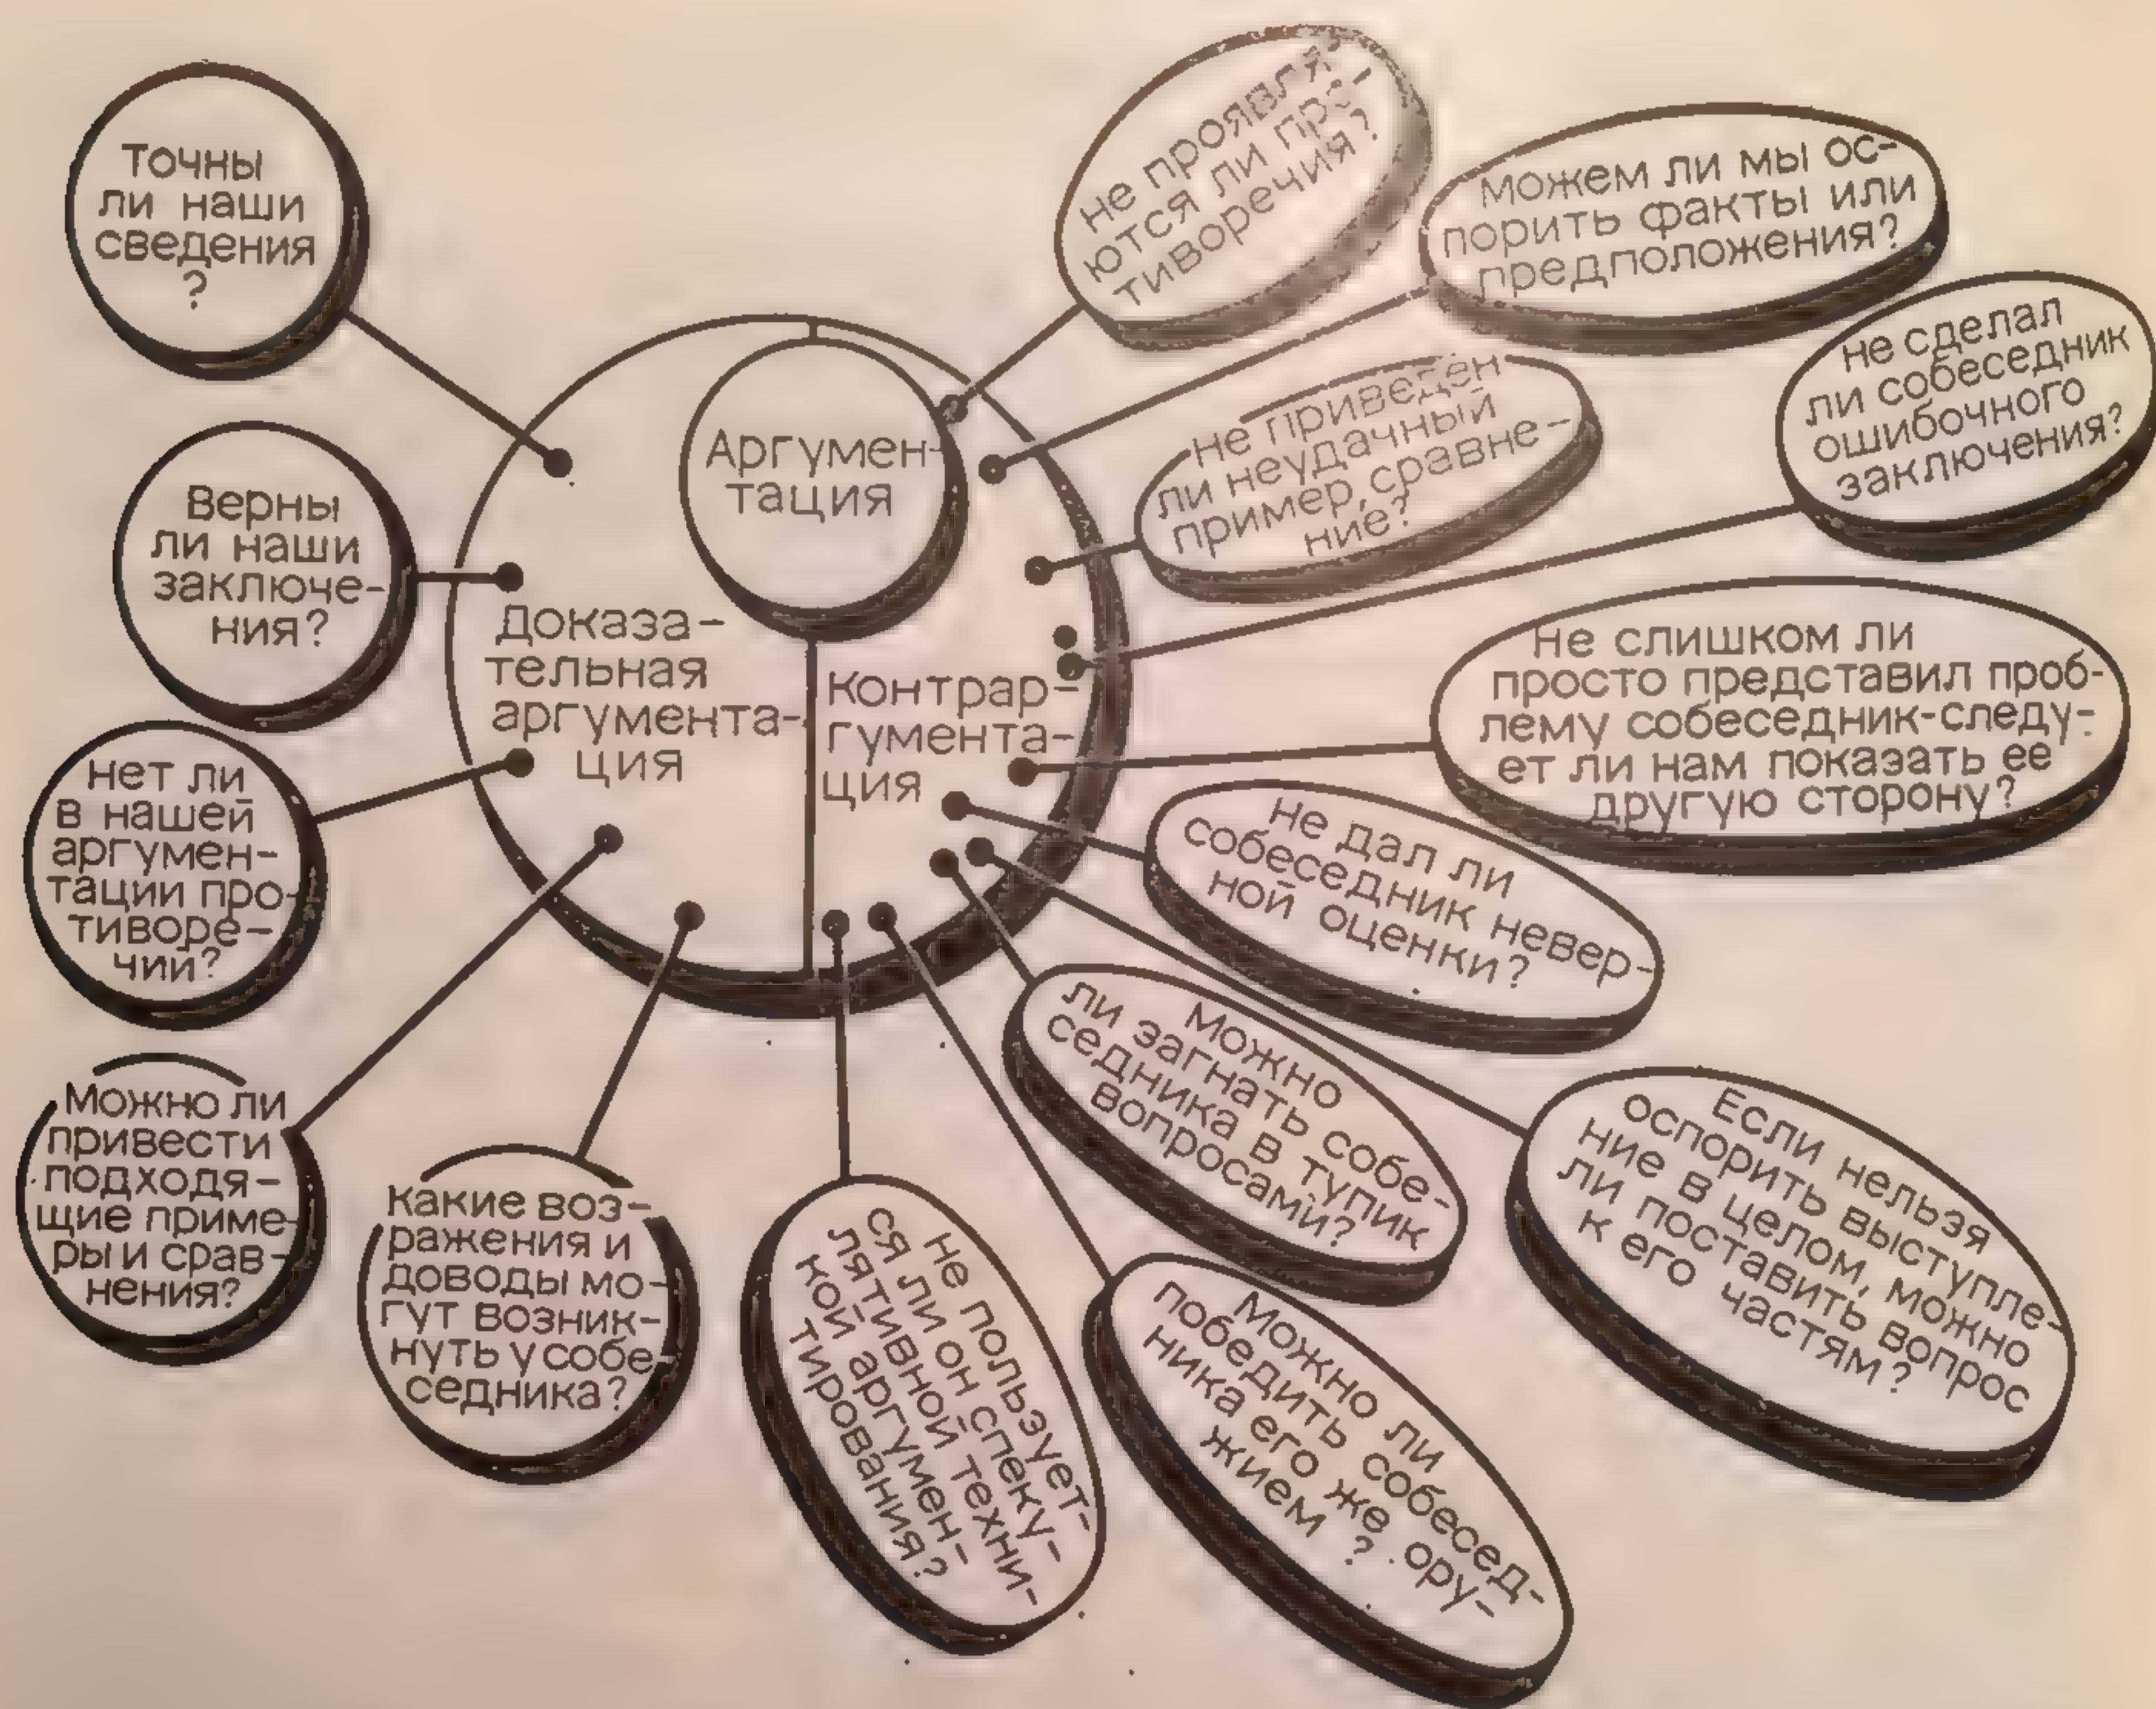 Точны
ли наши
сведения
?
Верны
ли наши
заключе-
ния?
Нет ли
в нашей
аргумен-
тации про-
тиворе-
чий?
Можно ли
привести
подходя-
щие приме-
ры и срав-
нения?
Какие воз-
ражения и
доводы мо-
гут возник-
нуть у собе-
седника?
Аргумен-
тация
Доказа-
тельная
аргумента-
ция
Контрар-
гумента-
ция
не проявля-
ются ли про-
тиворечия?
Можем ли мы ос-
порить факты или
предположения?
Не приведен
ли неудачный
пример, сравне-
ние?
Не сделал
ли собеседник
ошибочного
заключения?
Не слишком ли
просто представил проб-
лему собеседник-следу-
ет ли нам показать ее
другую сторону?
Не дал ли
собеседник невер-
ной оценки?
Если нельзя
оспорить выступле-
ние в целом, можно
ли поставить вопрос
к его частям?
Можно
ли загнать собе-
седника в тупик
вопросами?
Можно ли
победить собесед-
ника его же ору-
жием ?
Не пользует-
ся ли он спеку-
лятивной техни-
кой аргумен-
тирования?